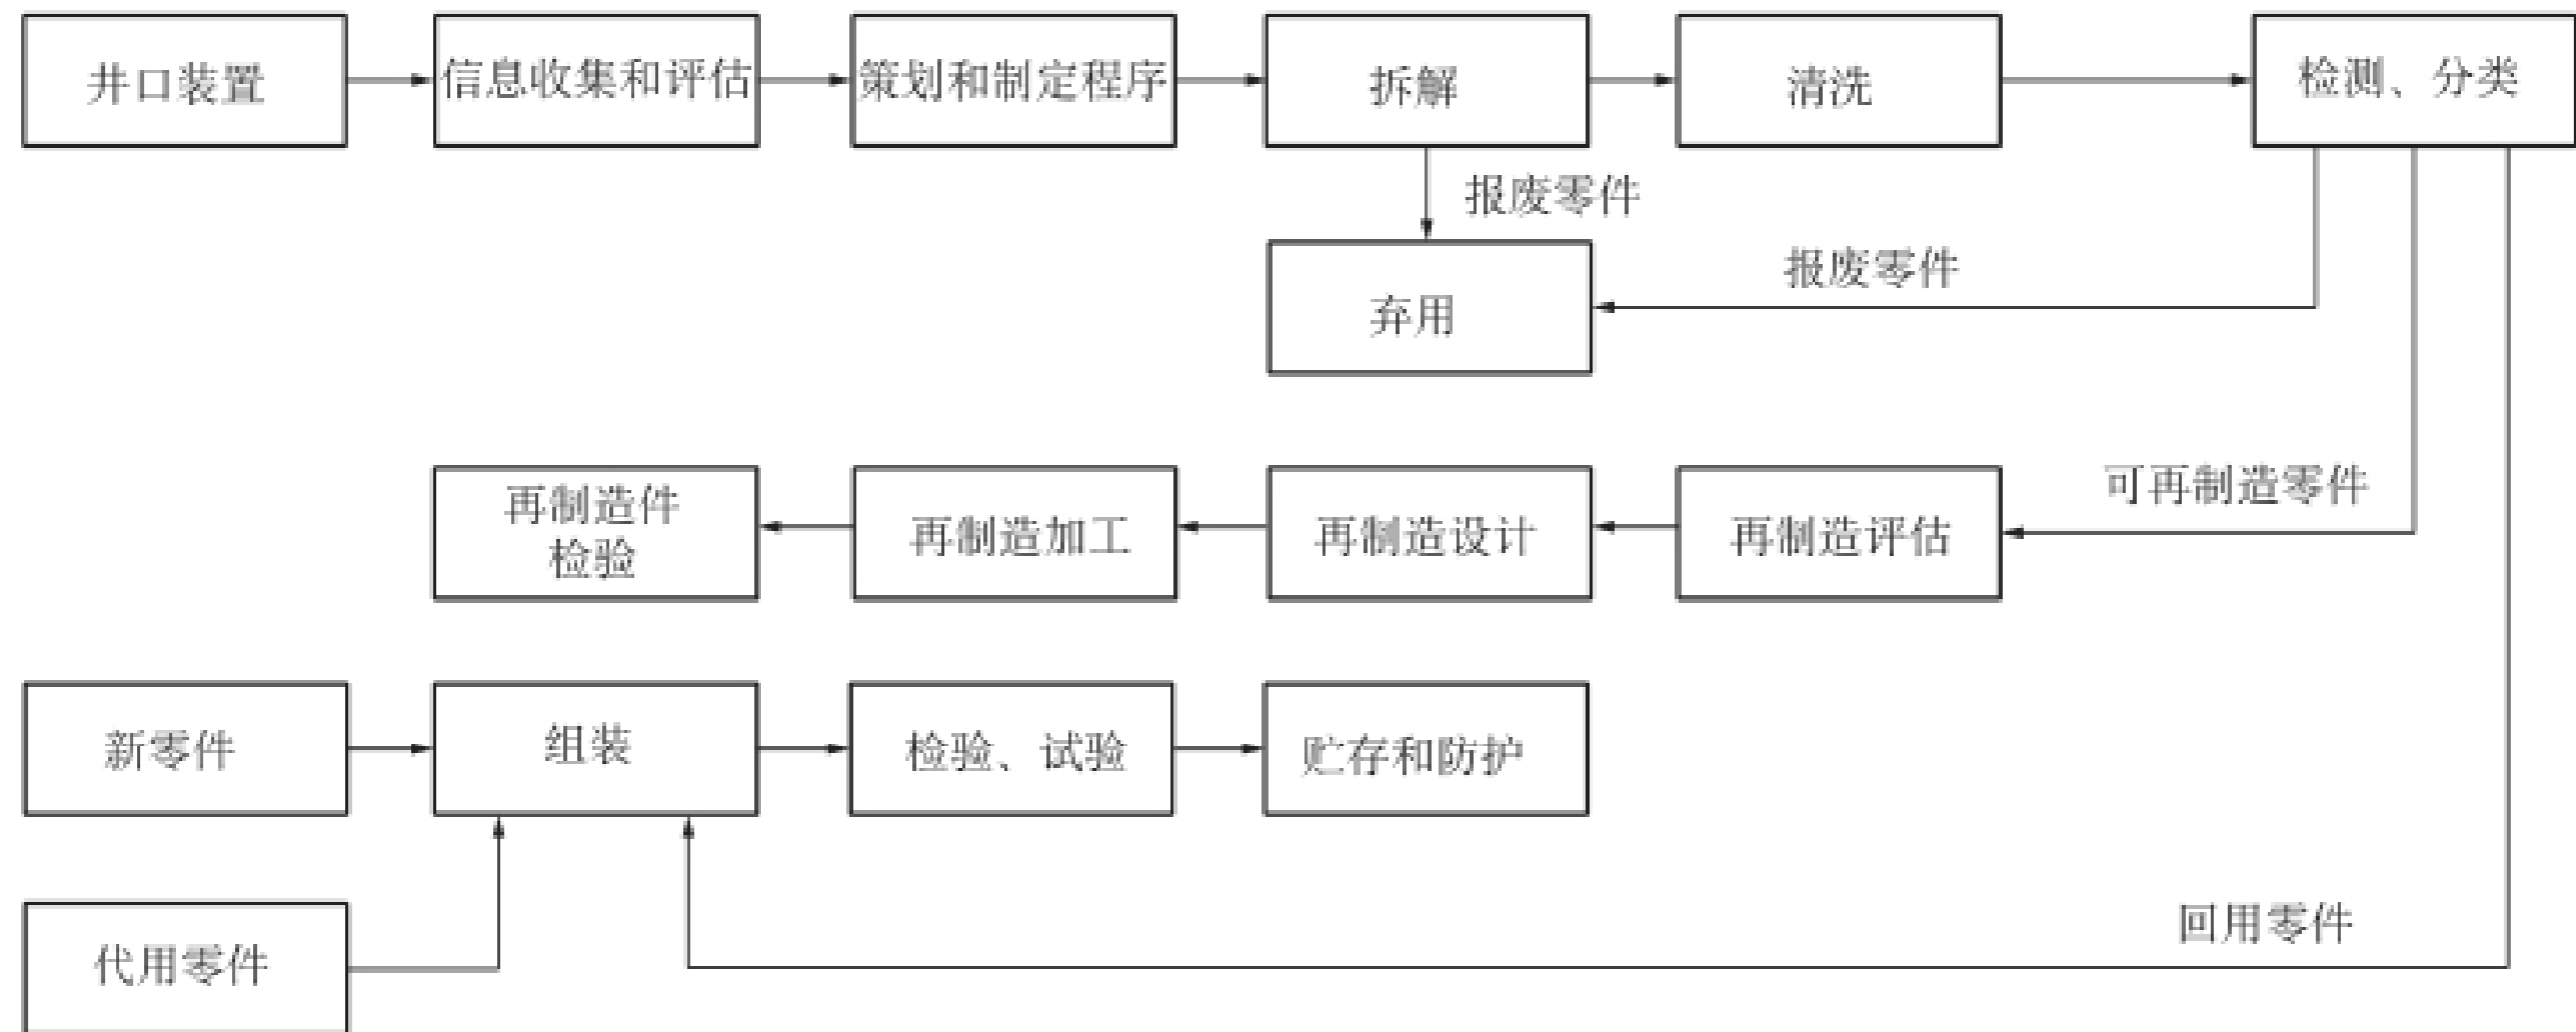 井口装置
信息收集和评估
策划和制定程序
拆解
清洗
检测、分类
报废零件
报废零件
弃用
可再制造零件
再制造件
检验
再制造加工
再制造设计
再制造评估
新零件
组装
检验、试验
贮存和防护
回用零件
代用零件